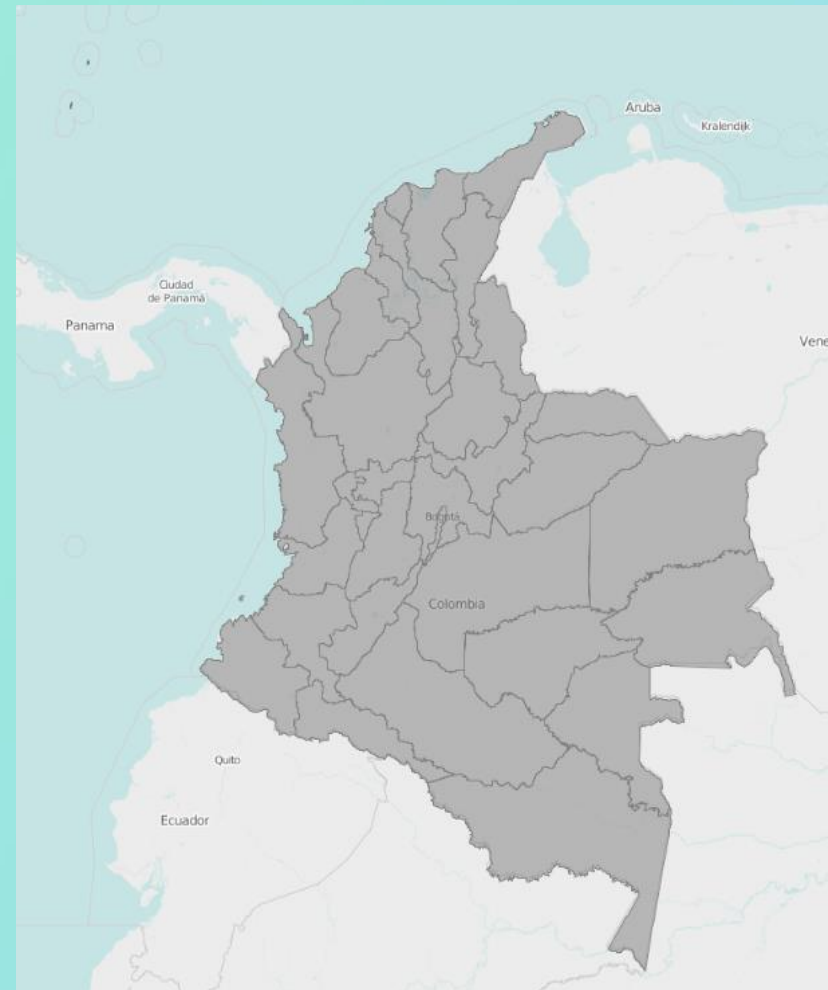 Aruba
Kralendijk
Ciudad
de Panamá
Panama
Vene
Bogotá
Colombia
Quito
Ecuador